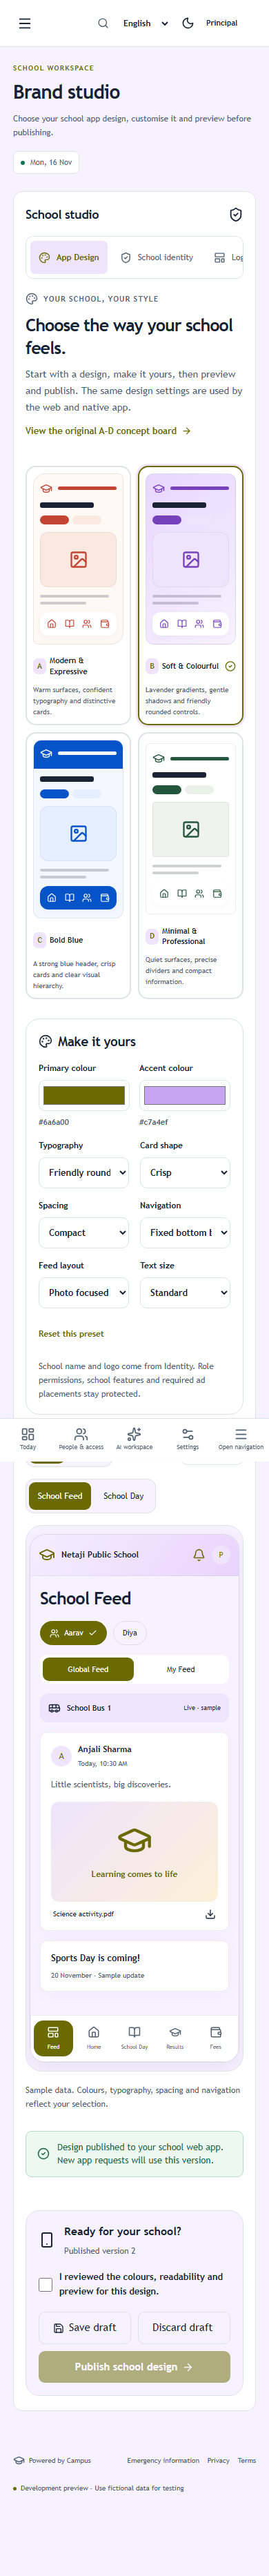 English
Principal
SCHOOL WORKSPACE
Brand studio
Choose your school app design, customise it and preview before
publishing.
Mon, 16 Nov
School studio
App Design
School identity
YOUR SCHOOL, YOUR STYLE
Choose the way your school
feels.
Start with a design, make it yours, then preview
and publish. The same design settings are used by
the web and native app.
View the original A-D concept board →
A Modern &
Expressive
Warm surfaces, confident
typography and distinctive
cards.
B Soft & Colourful
Lavender gradients, gentle
shadows and friendly
rounded controls.
C Bold Blue
A strong blue header, crisp
cards and clear visual
hierarchy.
D Minimal &
Professional
Quiet surfaces, precise
dividers and compact
information.
Make it yours
Primary colour
Accent colour
#6a6a00
#c7a4ef
Typography
Card shape
Friendly round
Crisp
Spacing
Navigation
Compact
Fixed bottom b
Feed layout
Text size
Photo focused
Standard
Reset this preset
School name and logo come from Identity. Role
permissions, school features and required ad
placements stay protected.
Today
People & access
AI workspace
Settings
Open navigation
School Feed
School Day
Netaji Public School
P
School Feed
Aarav
Diya
Global Feed
My Feed
School Bus 1
Live · sample
A
Anjali Sharma
Today, 10:30 AM
Little scientists, big discoveries.
Learning comes to life
Science activity.pdf
Sports Day is coming!
20 November · Sample update
Feed
Home
School Day
Results
Fees
Sample data. Colours, typography, spacing and navigation
reflect your selection.
Design published to your school web app.
New app requests will use this version.
Ready for your school?
Published version 2
I reviewed the colours, readability and
preview for this design.
Save draft
Discard draft
Publish school design →
Powered by Campus
Emergency information
Privacy
Terms
Development preview · Use fictional data for testing